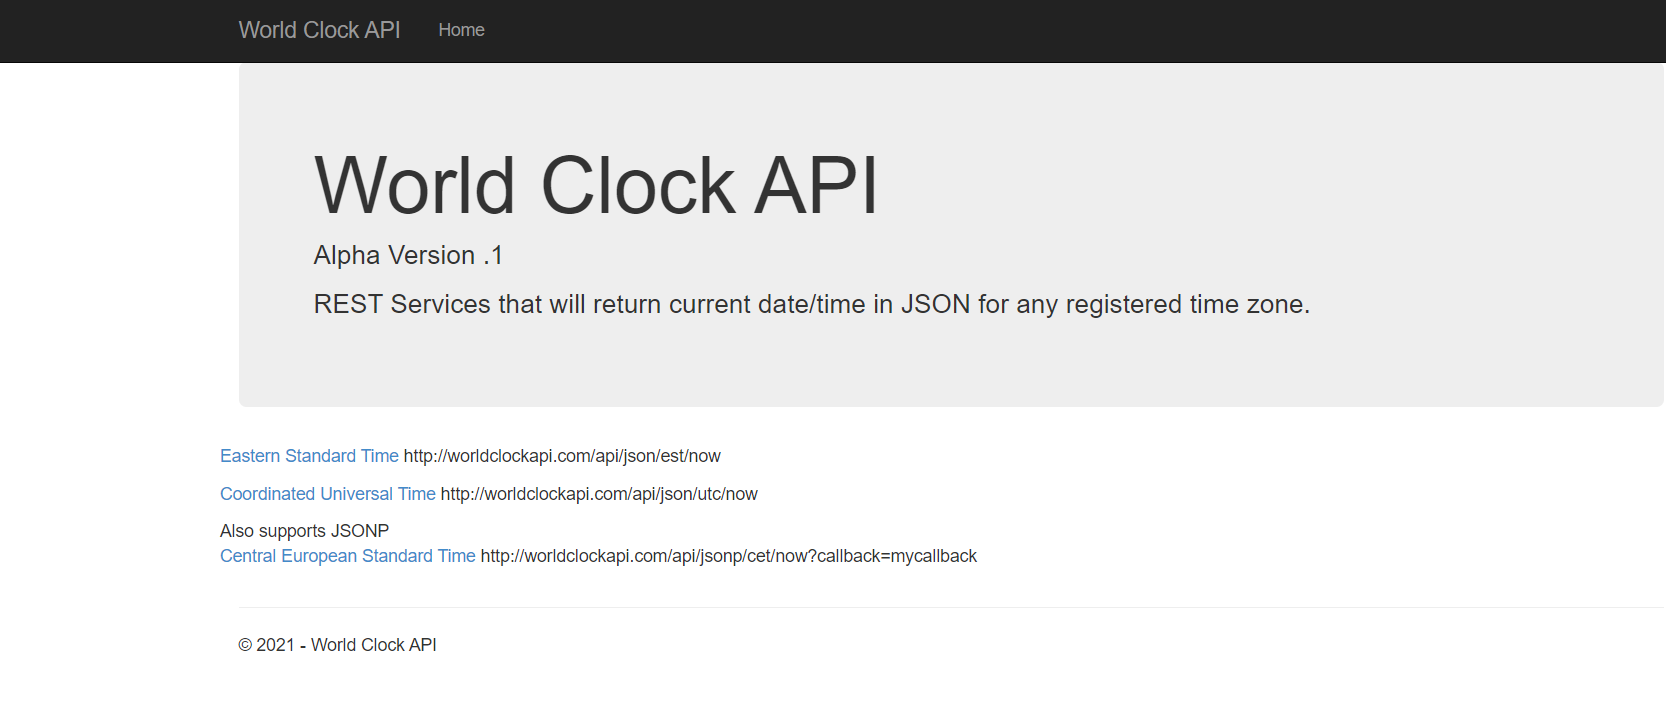 World Clock API Home
World Clock API
Alpha Version .1
REST Services that will return current date/time in JSON for any registered time zone.
Eastern Standard Time http://worldclockapi.com/api/json/est/now
Coordinated Universal Time http://worldclockapi.com/api/json/utc/now
Also supports JSONP
Central European Standard Time http://worldclockapi.com/api/jsonp/cet/now?callback=mycallback
© 2021 - World Clock API